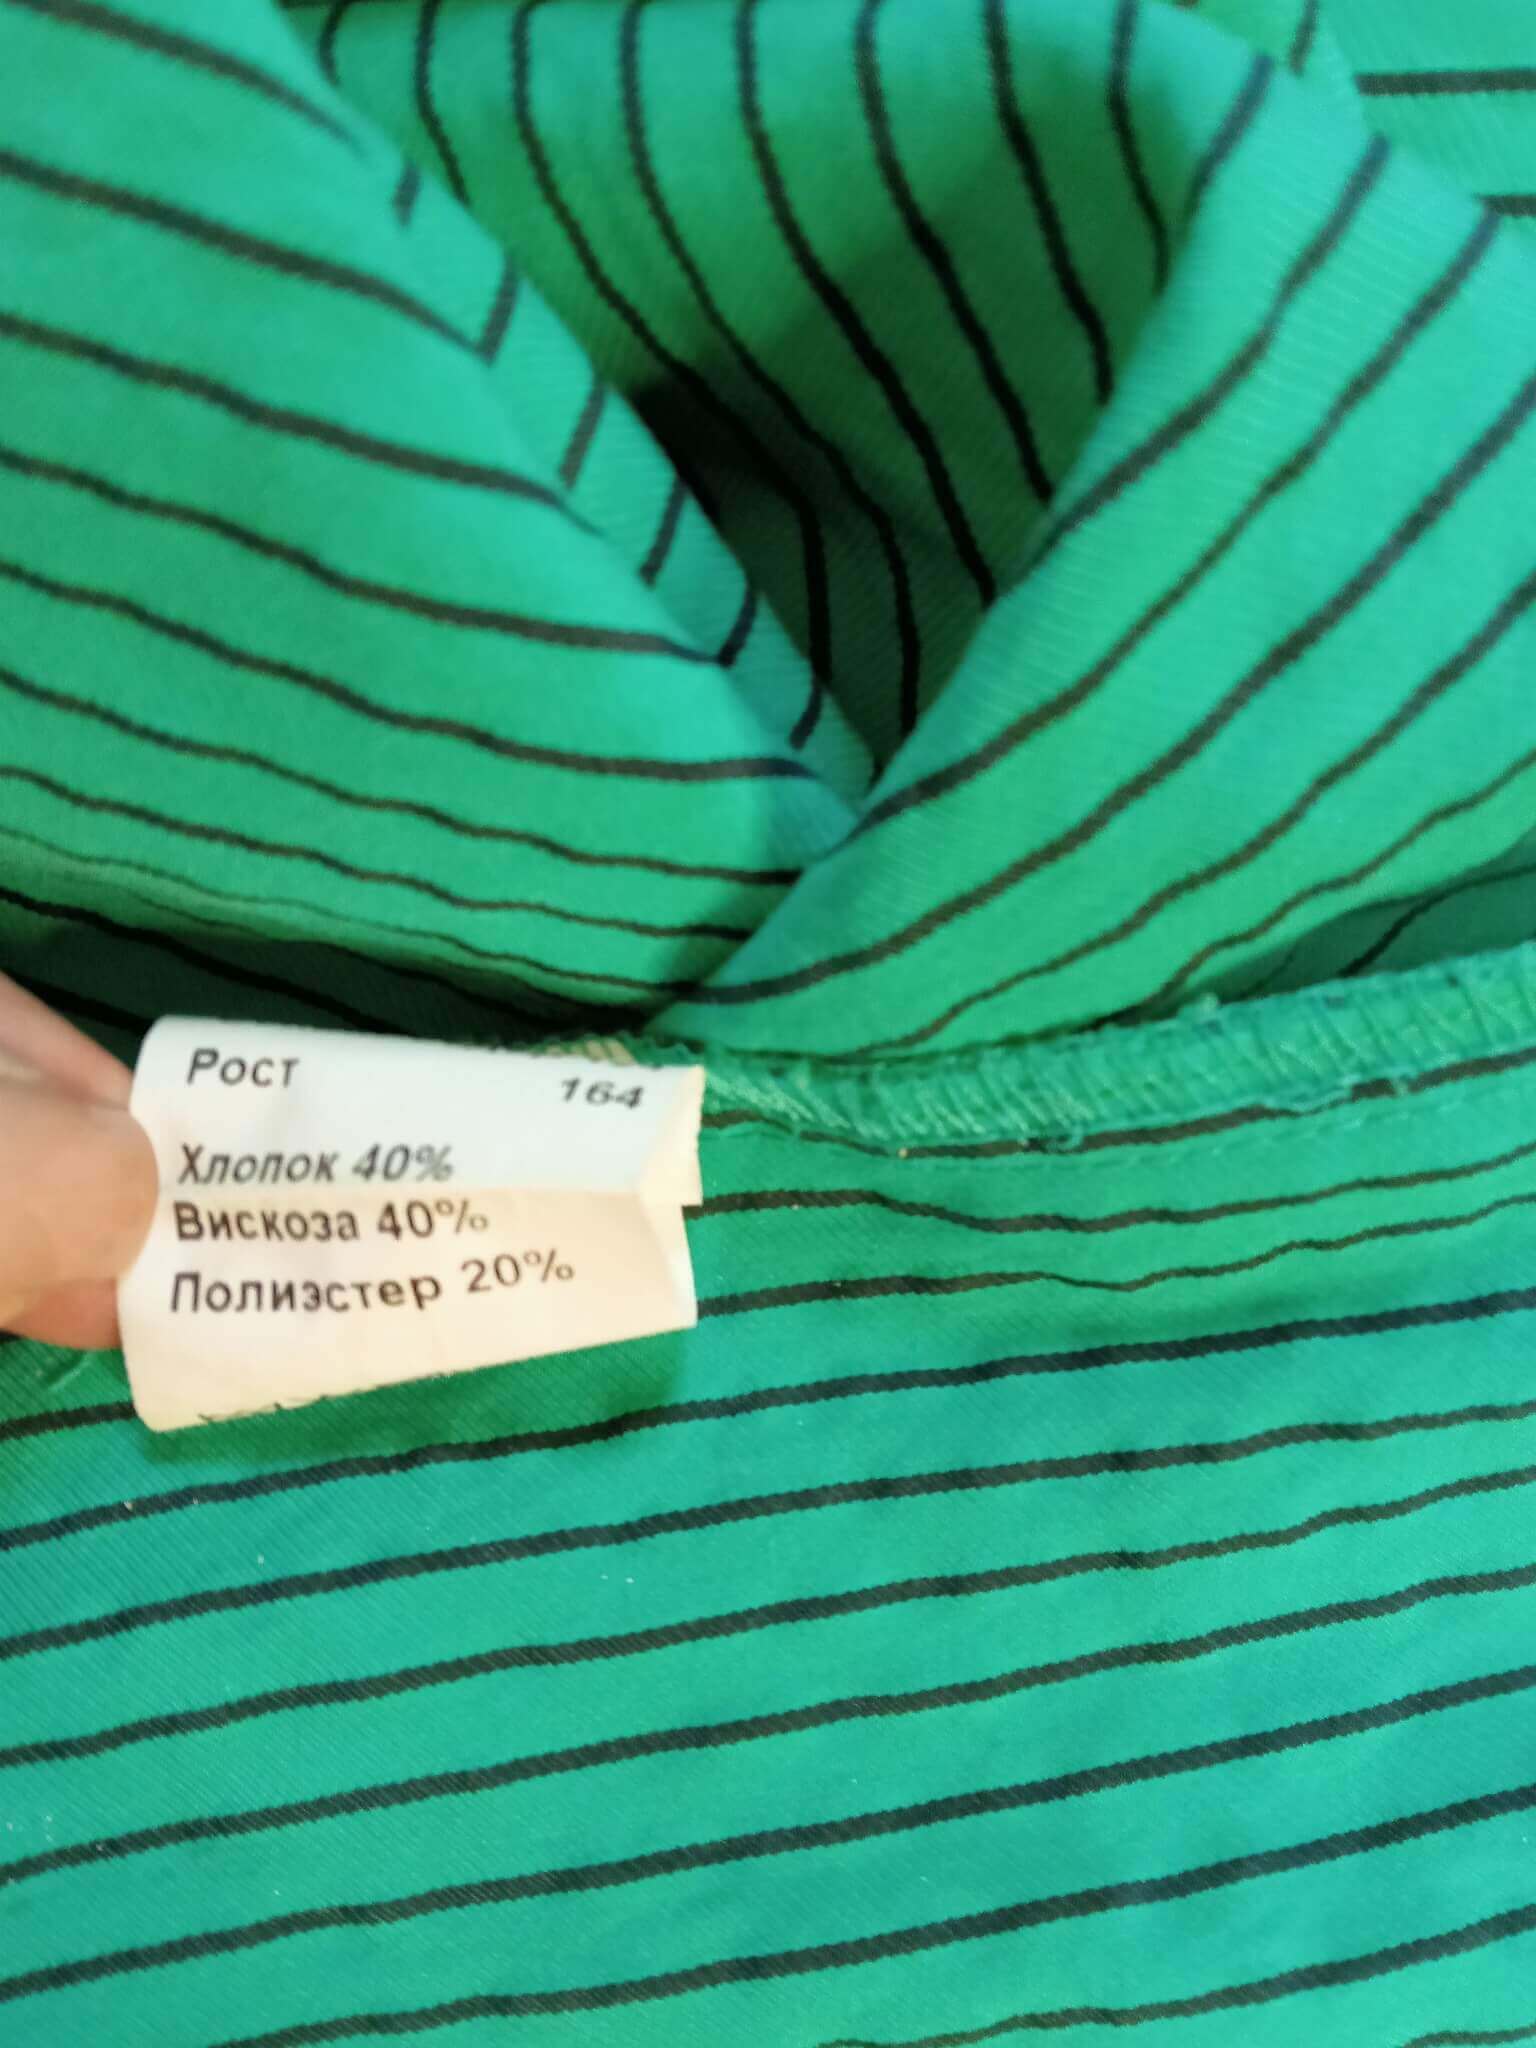 Рост 164
Хлопок 40%
Вискоза 40%
Полиэстер 20%